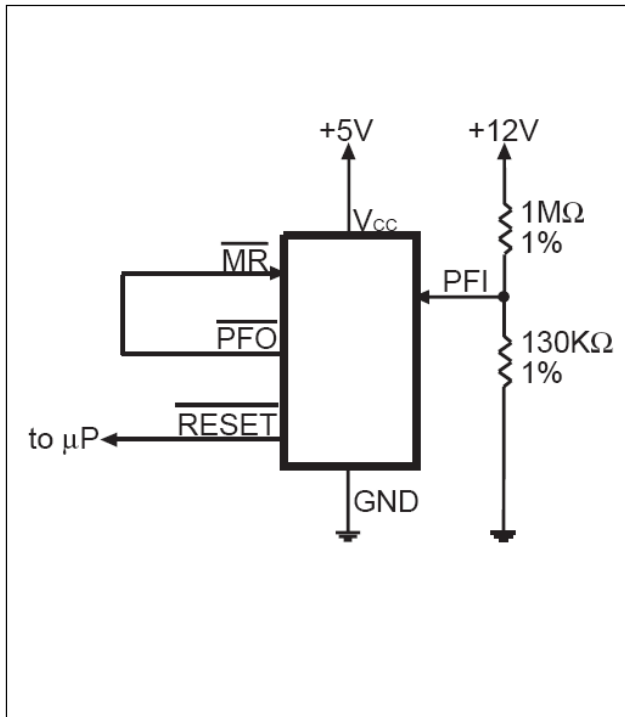 +5V
+12V
1MΩ
1%
VCC
MR
PFI
PFO
130KΩ
1%
RESET
to µP
GND